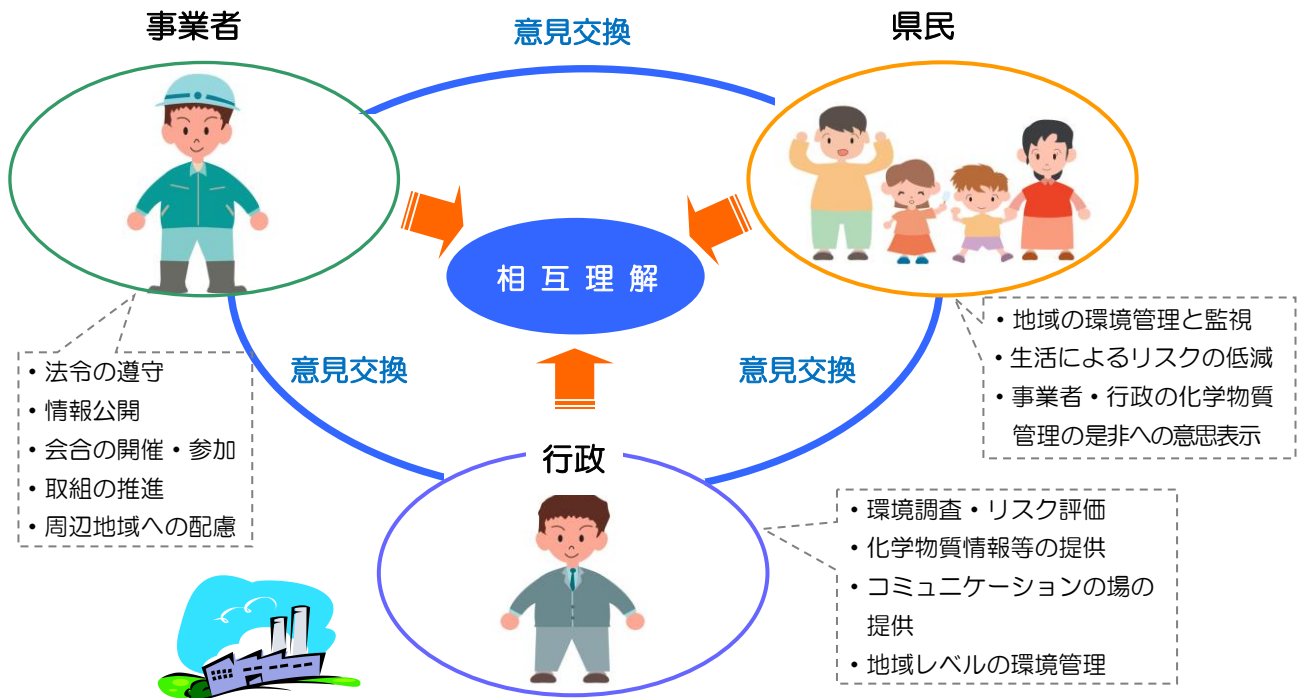 事業者
意見交換
県民
相互理解
・法令の遵守
・情報公開
・会合の開催・参加
・取組の推進
・周辺地域への配慮
意見交換
意見交換
・地域の環境管理と監視
・生活によるリスクの低減
・事業者・行政の化学物質
管理の是非への意思表示
行政
・環境調査・リスク評価
・化学物質情報等の提供
・コミュニケーションの場の
提供
・地域レベルの環境管理